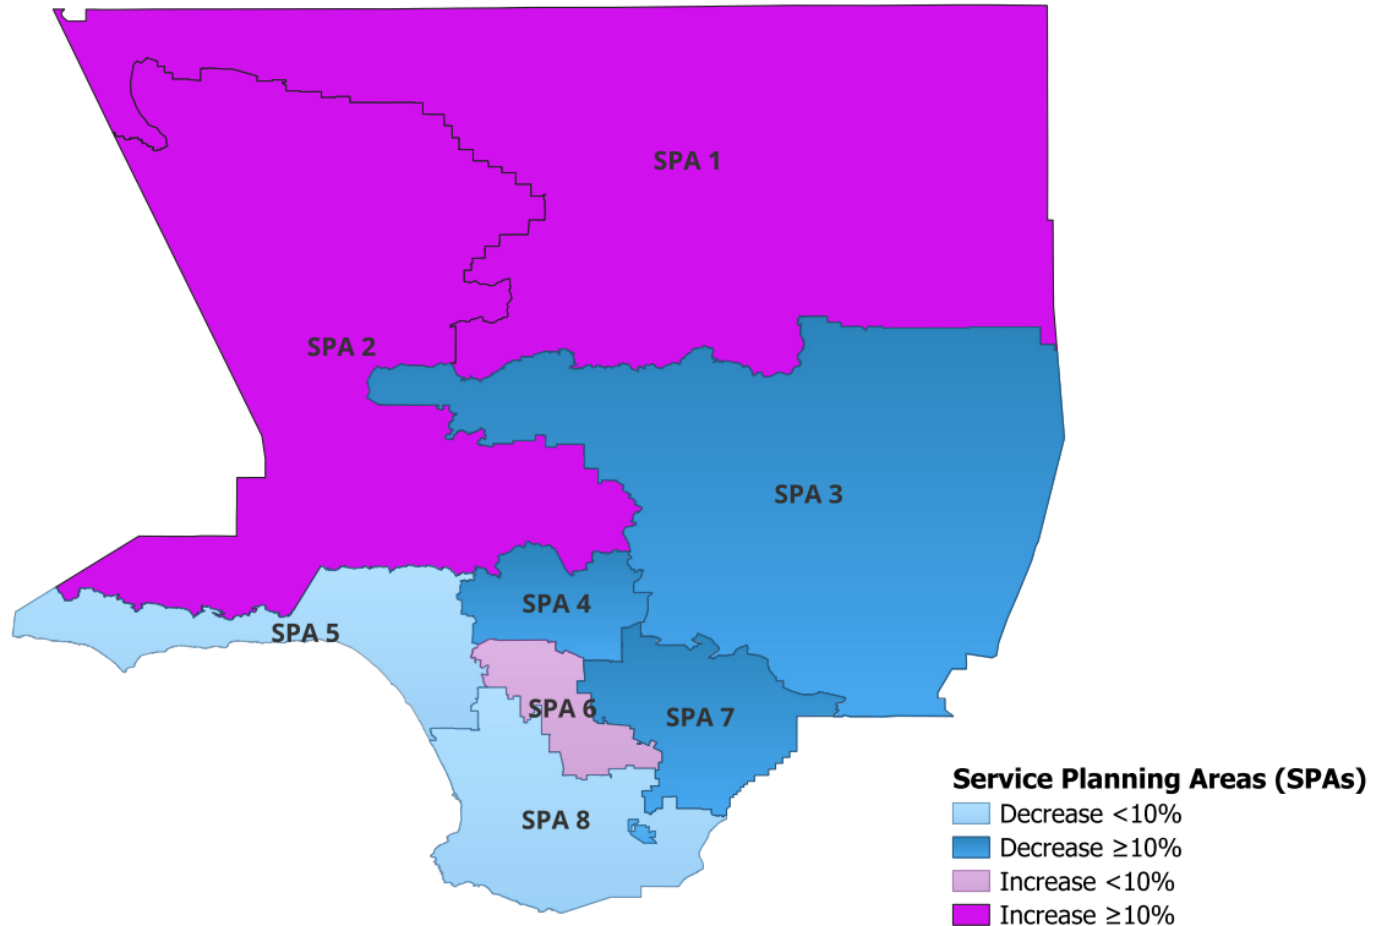 SPA 1
SPA 2
SPA 3
SPA 4
SPA 5
SPA 6
SPA 7
SPA 8
Service Planning Areas (SPAs)
Decrease <10%
Decrease ≥10%
Increase <10%
Increase ≥10%